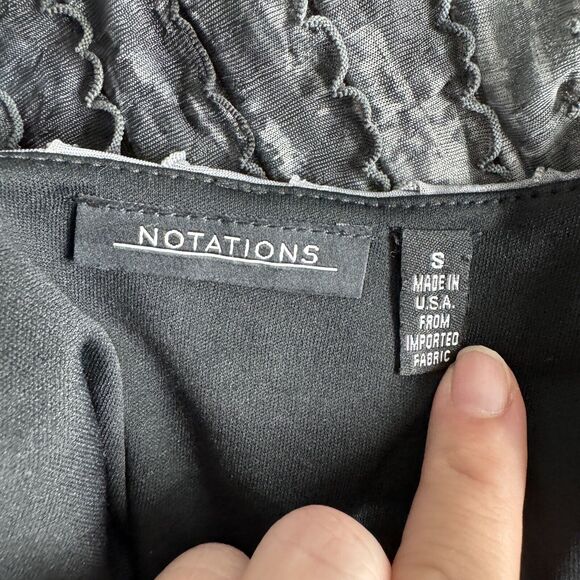 NOTATIONS
S
MADE IN
U.S.A.
FROM
IMPORTED
FABRIC